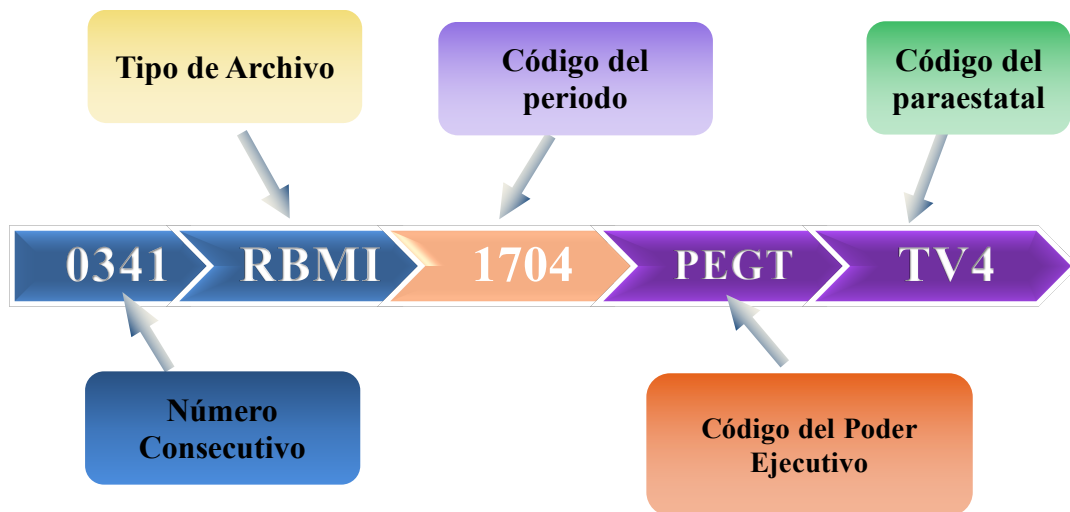 Tipo de Archivo
Código del
periodo
Código del
paraestatal
0341 RBMI 1704 PEGT TV4
Número
Consecutivo
Código del Poder
Ejecutivo